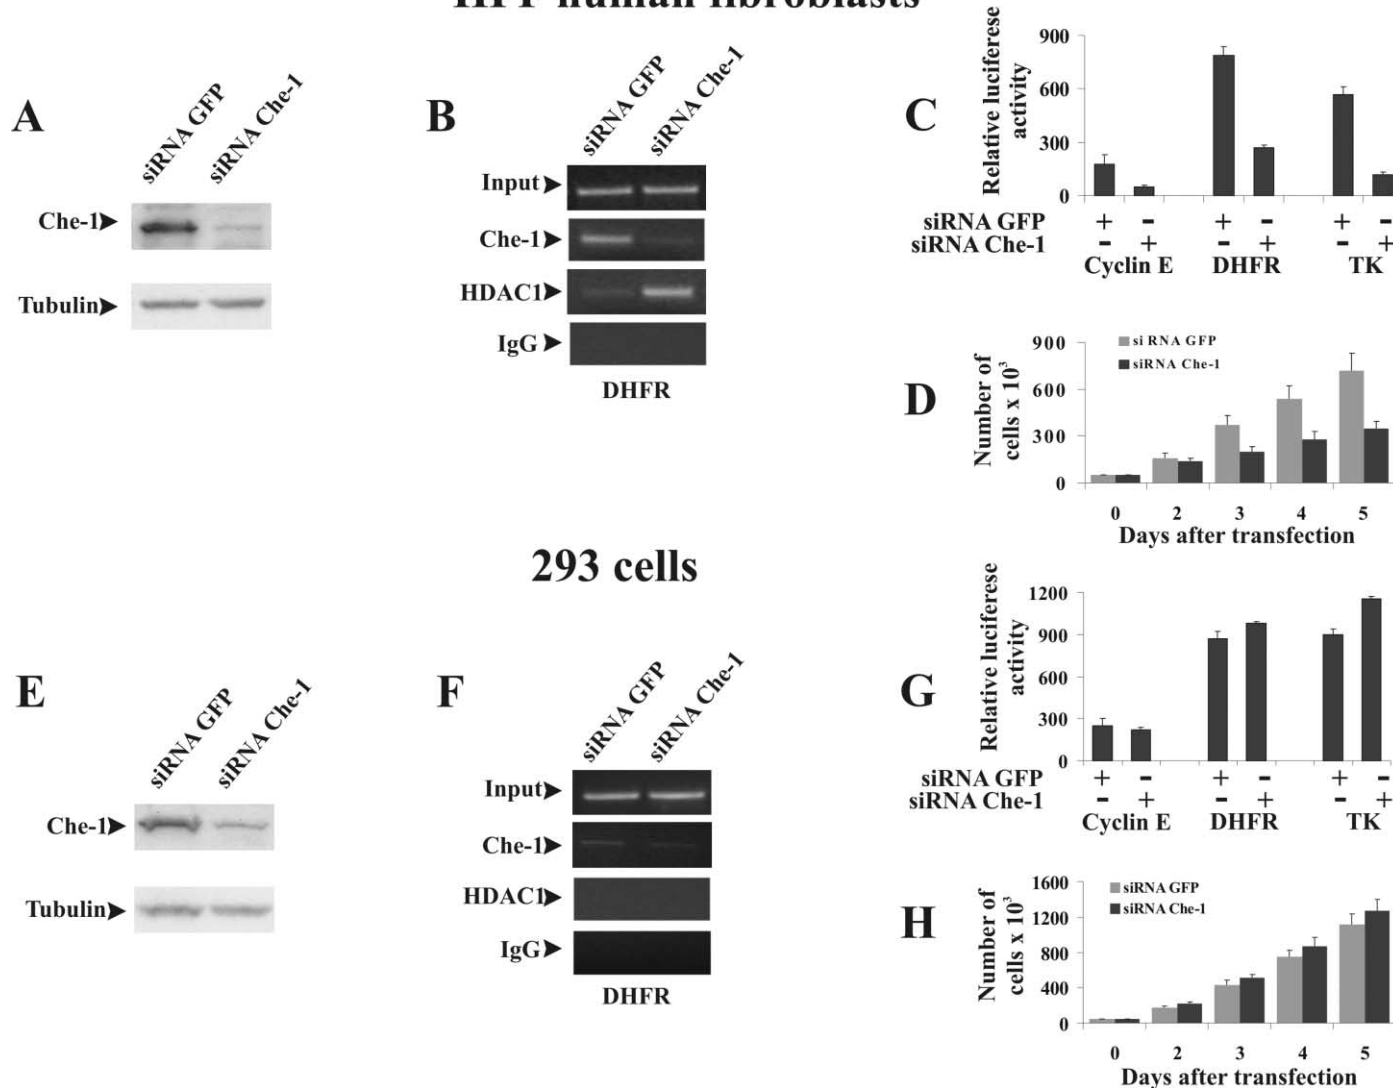 human fibroblasts
A
siRNA GFP
siRNA Che-1
Che-1
Tubulin
B
siRNA GFP
siRNA Che-1
Input
Che-1
HDAC1
IgG
DHFR
C
Relative luciferese
activity
900
600
300
0
siRNA GFP + - + - + -
siRNA Che-1 - + - + - +
Cyclin E DHFR TK
D
Number of
cells x 10³
900
600
300
0
si RNA GFP
siRNA Che-1
0 2 3 4 5
Days after transfection
293 cells
E
siRNA GFP
siRNA Che-1
Che-1
Tubulin
F
siRNA GFP
siRNA Che-1
Input
Che-1
HDAC1
IgG
DHFR
G
Relative luciferese
activity
1200
900
600
300
0
siRNA GFP + - + - + -
siRNA Che-1 - + - + - +
Cyclin E DHFR TK
H
Number of
cells x 10³
1600
1200
800
400
0
siRNA GFP
siRNA Che-1
0 2 3 4 5
Days after transfection